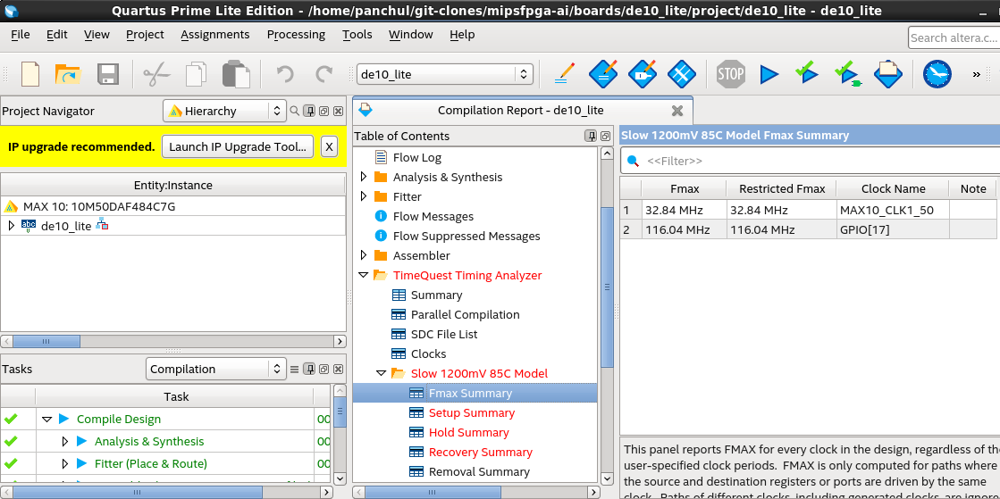 Quartus Prime Lite Edition - /home/panchul/git-clones/mipsfpga-ai/boards/de10_lite/project/de10_lite - de10_lite
File Edit View Project Assignments Processing Tools Window Help
Search altera.c...
de10_lite
STOP
»
Project Navigator
Hierarchy
IP upgrade recommended.
Launch IP Upgrade Tool...
X
Entity:Instance
MAX 10: 10M50DAF484C7G
abc
de10_lite
Tasks
Compilation
Task
Compile Design
00
Analysis & Synthesis
00
Fitter (Place & Route)
00
Compilation Report - de10_lite
Table of Contents
Flow Log
Analysis & Synthesis
Fitter
Flow Messages
Flow Suppressed Messages
Assembler
TimeQuest Timing Analyzer
Summary
Parallel Compilation
SDC File List
Clocks
Slow 1200mV 85C Model
Fmax Summary
Setup Summary
Hold Summary
Recovery Summary
Removal Summary
Slow 1200mV 85C Model Fmax Summary
<<Filter>>
Fmax Restricted Fmax Clock Name Note
1 32.84 MHz 32.84 MHz MAX10_CLK1_50
2 116.04 MHz 116.04 MHz GPIO[17]
This panel reports FMAX for every clock in the design, regardless of the
user-specified clock periods. FMAX is only computed for paths where
the source and destination registers or ports are driven by the same
clock. Paths of different clocks, including generated clocks, are ignore